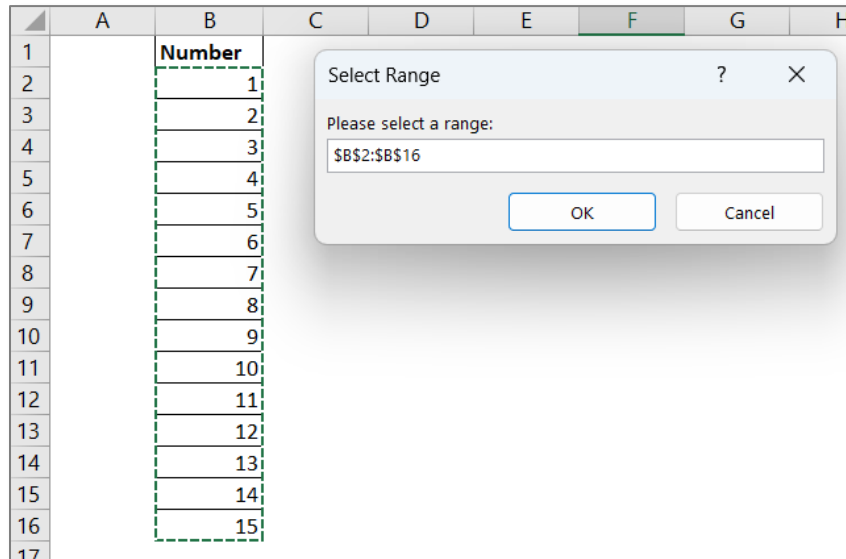 A B C D E F G H
1 Number
2 1
3 2
4 3
5 4
6 5
7 6
8 7
9 8
10 9
11 10
12 11
13 12
14 13
15 14
16 15
17
Select Range ? ×
Please select a range:
$B$2:$B$16
OK Cancel